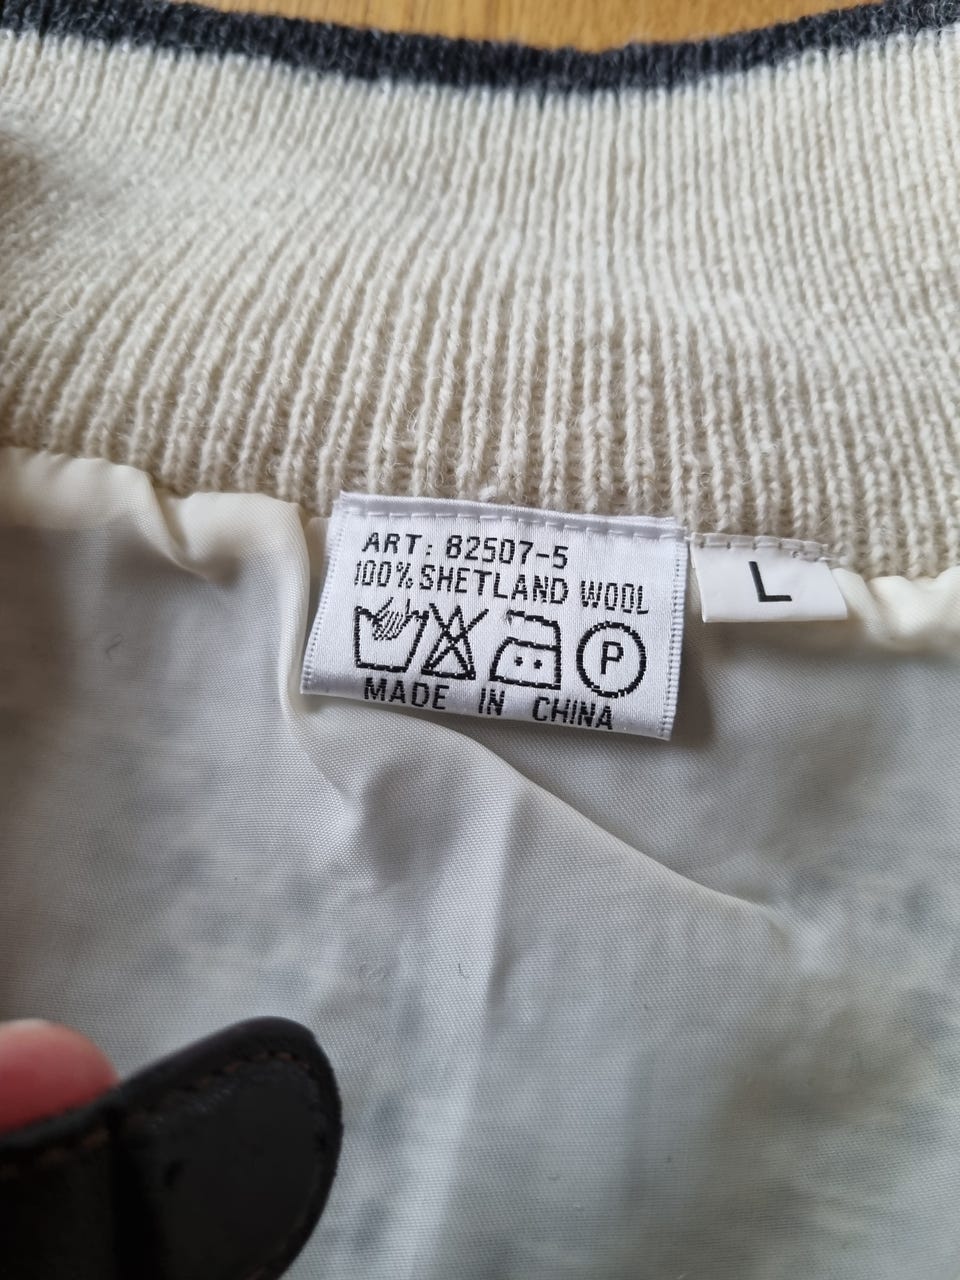 ART: 82507-5
100% SHETLAND WOOL
P
MADE IN CHINA
L